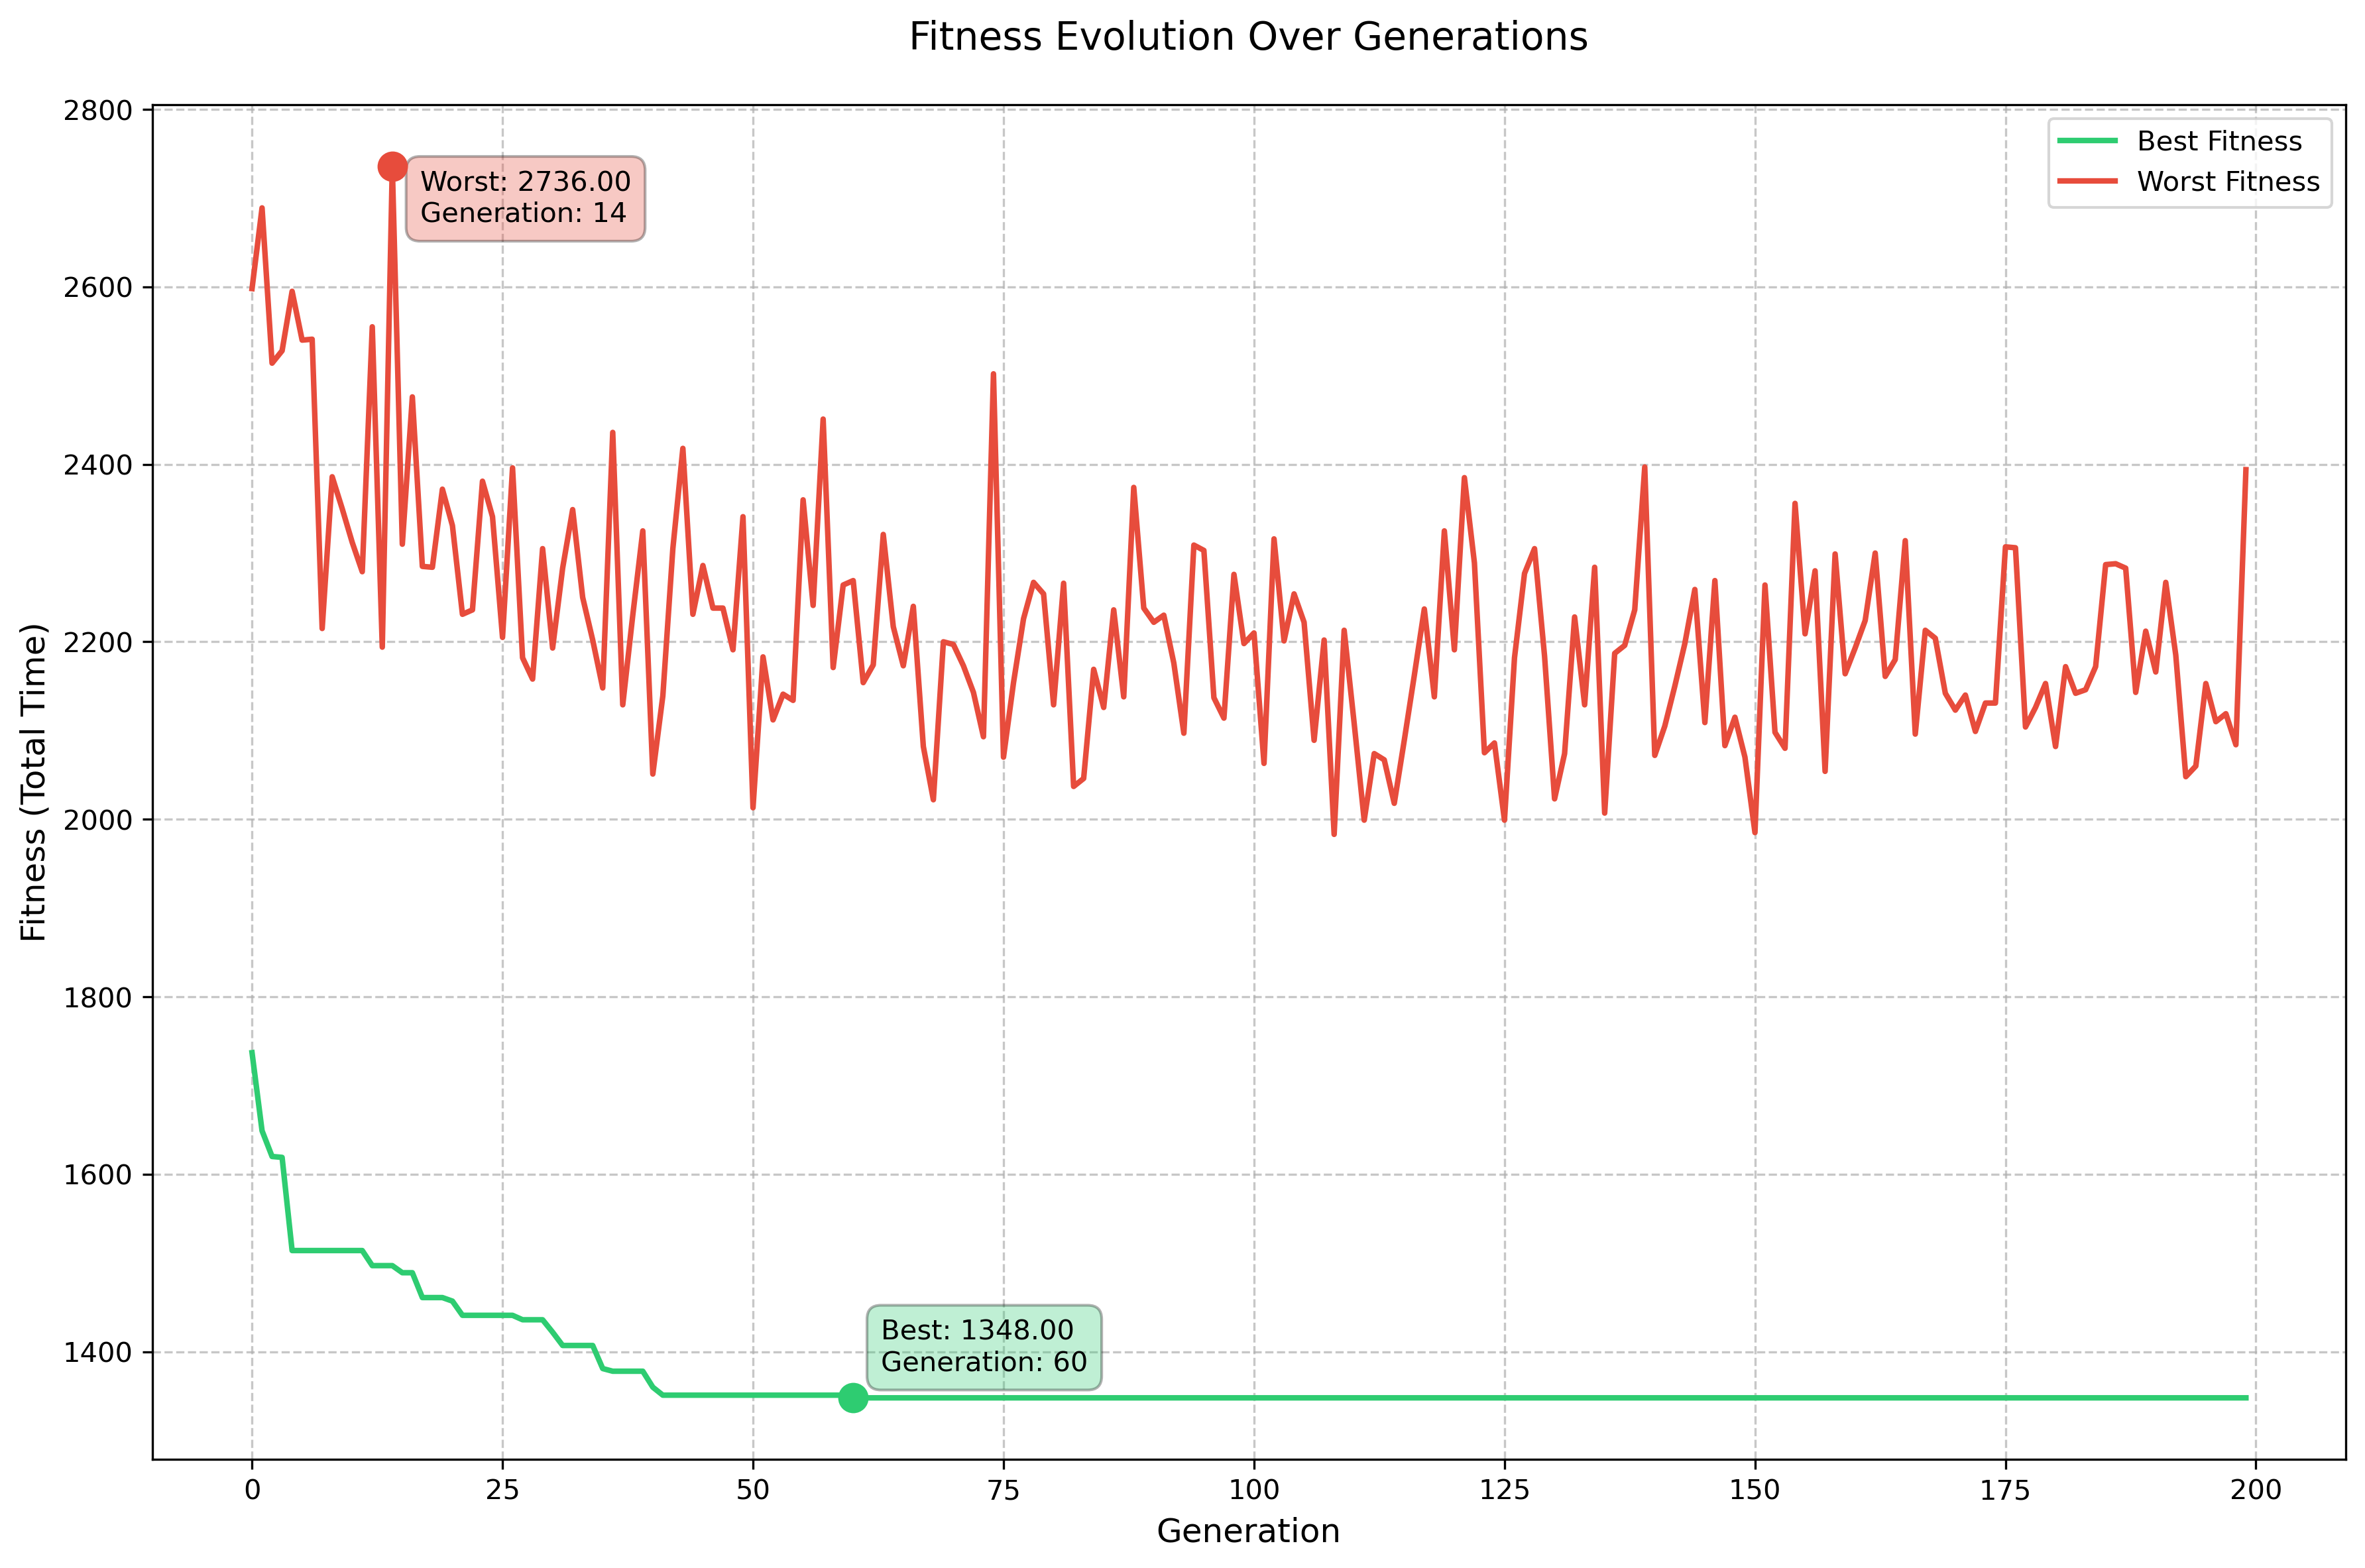 Fitness Evolution Over Generations
2800
2600
2400
2200
2000
1800
1600
1400
Fitness (Total Time)
Worst: 2736.00
Generation: 14
Best Fitness
Worst Fitness
Best: 1348.00
Generation: 60
0
25
50
75
100
125
150
175
200
Generation